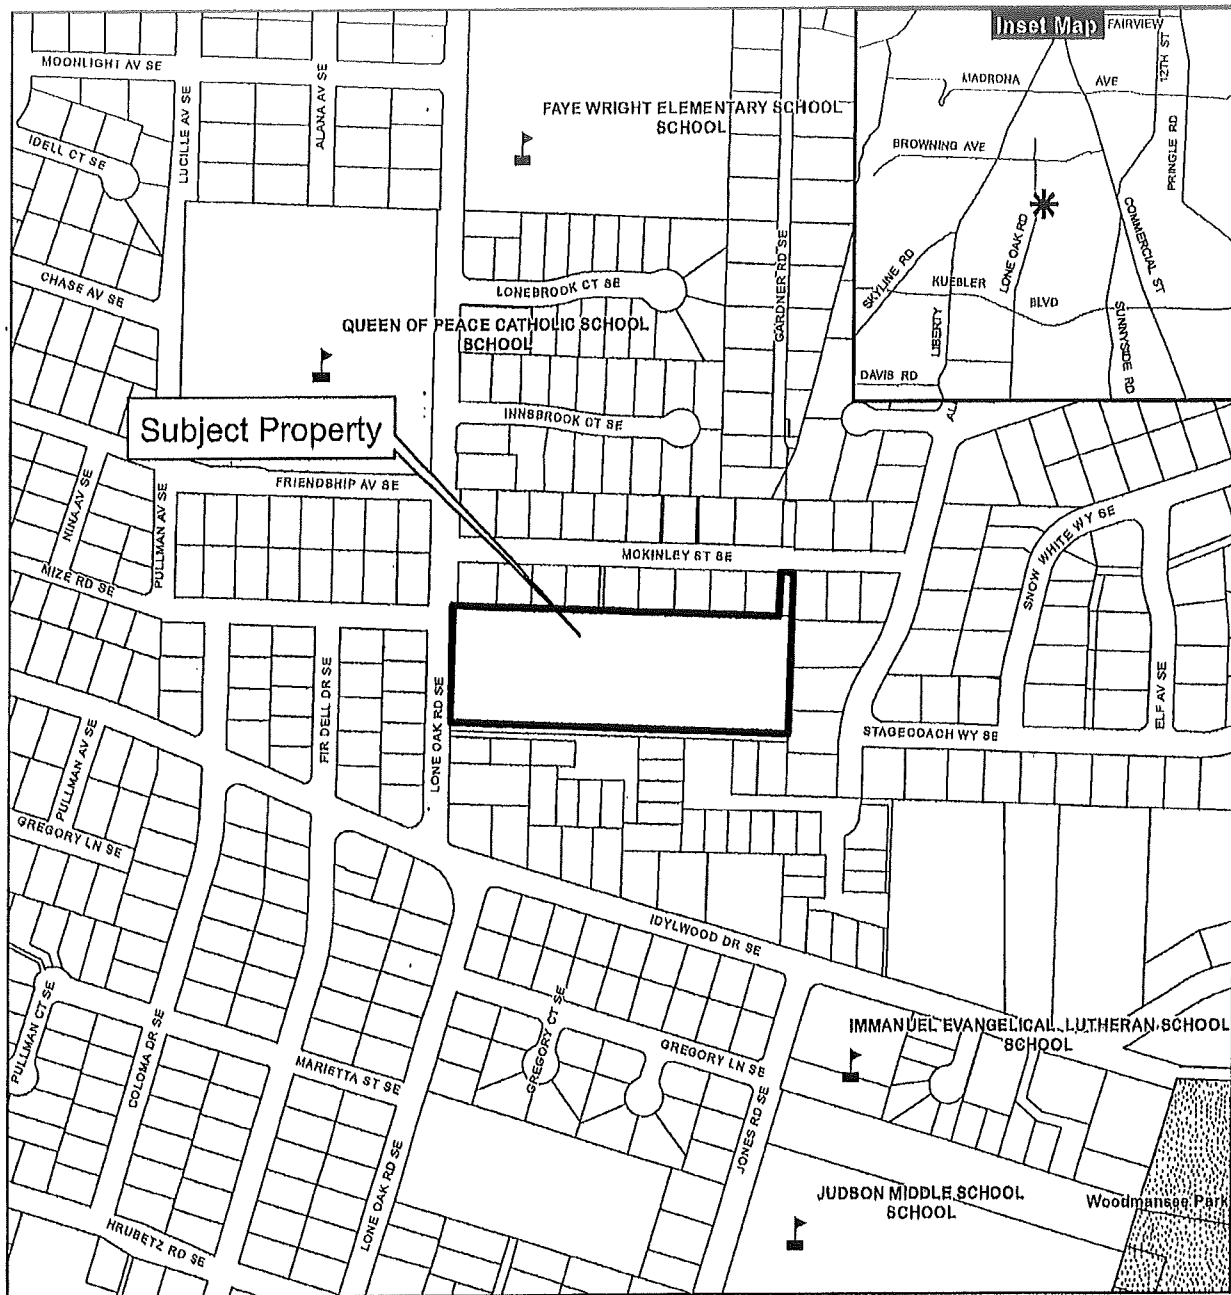 Inset Map
FAIRVIEW
12TH ST
MADRONA
AVE
BROWNING AVE
PRINGLE RD
LONE OAK RD
COMMERCIAL ST
SKYLINE RD
KUEBLER
BLVD
LIBERTY
SUNNYSIDE RD
DAVIS RD
MOONLIGHT AV SE
LUCILLE AV SE
ALANA AV SE
IDELL CT SE
FAYE WRIGHT ELEMENTARY SCHOOL
SCHOOL
GARDNER RD SE
CHASE AV SE
LONEBROOK CT SE
QUEEN OF PEACE CATHOLIC SCHOOL
SCHOOL
INNSBROOK CT SE
Subject Property
FRIENDSHIP AV SE
NINA AV SE
PULLMAN AV SE
MIZE RD SE
MCKINLEY ST SE
SNOW WHITE WY SE
ELF AV SE
STAGECOACH WY SE
FIR DELL DR SE
LONE OAK RD SE
PULLMAN AV SE
GREGORY LN SE
IDYLWOOD DR SE
PULLMAN CT SE
COLOMA DR SE
MARIETTA ST SE
GREGORY CT SE
GREGORY LN SE
JONES RD SE
IMMANUEL EVANGELICAL LUTHERAN SCHOOL
SCHOOL
LONE OAK RD SE
HRUBETZ RD SE
JUDSON MIDDLE SCHOOL
SCHOOL
Woodmansee Park